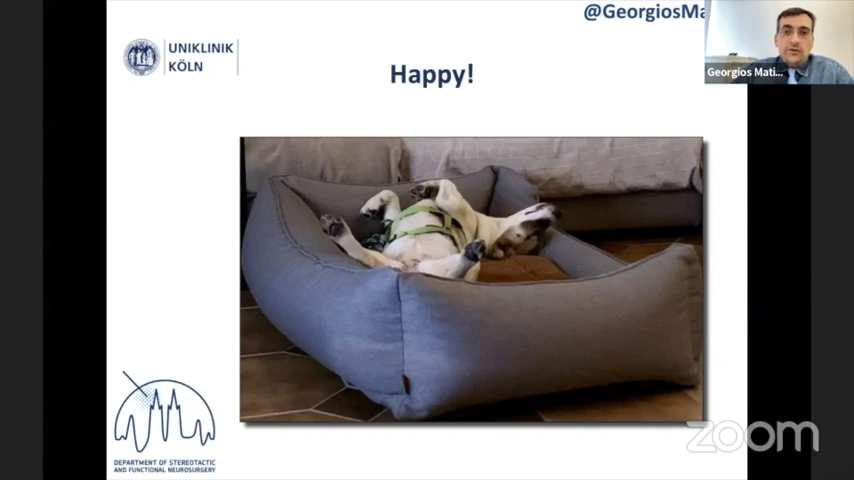 @GeorgiosMa
UNIKLINIK
KÖLN
Happy!
Georgios Mati...
DEPARTMENT OF STEREOTACTIC
AND FUNCTIONAL NEUROSURGERY
zoom